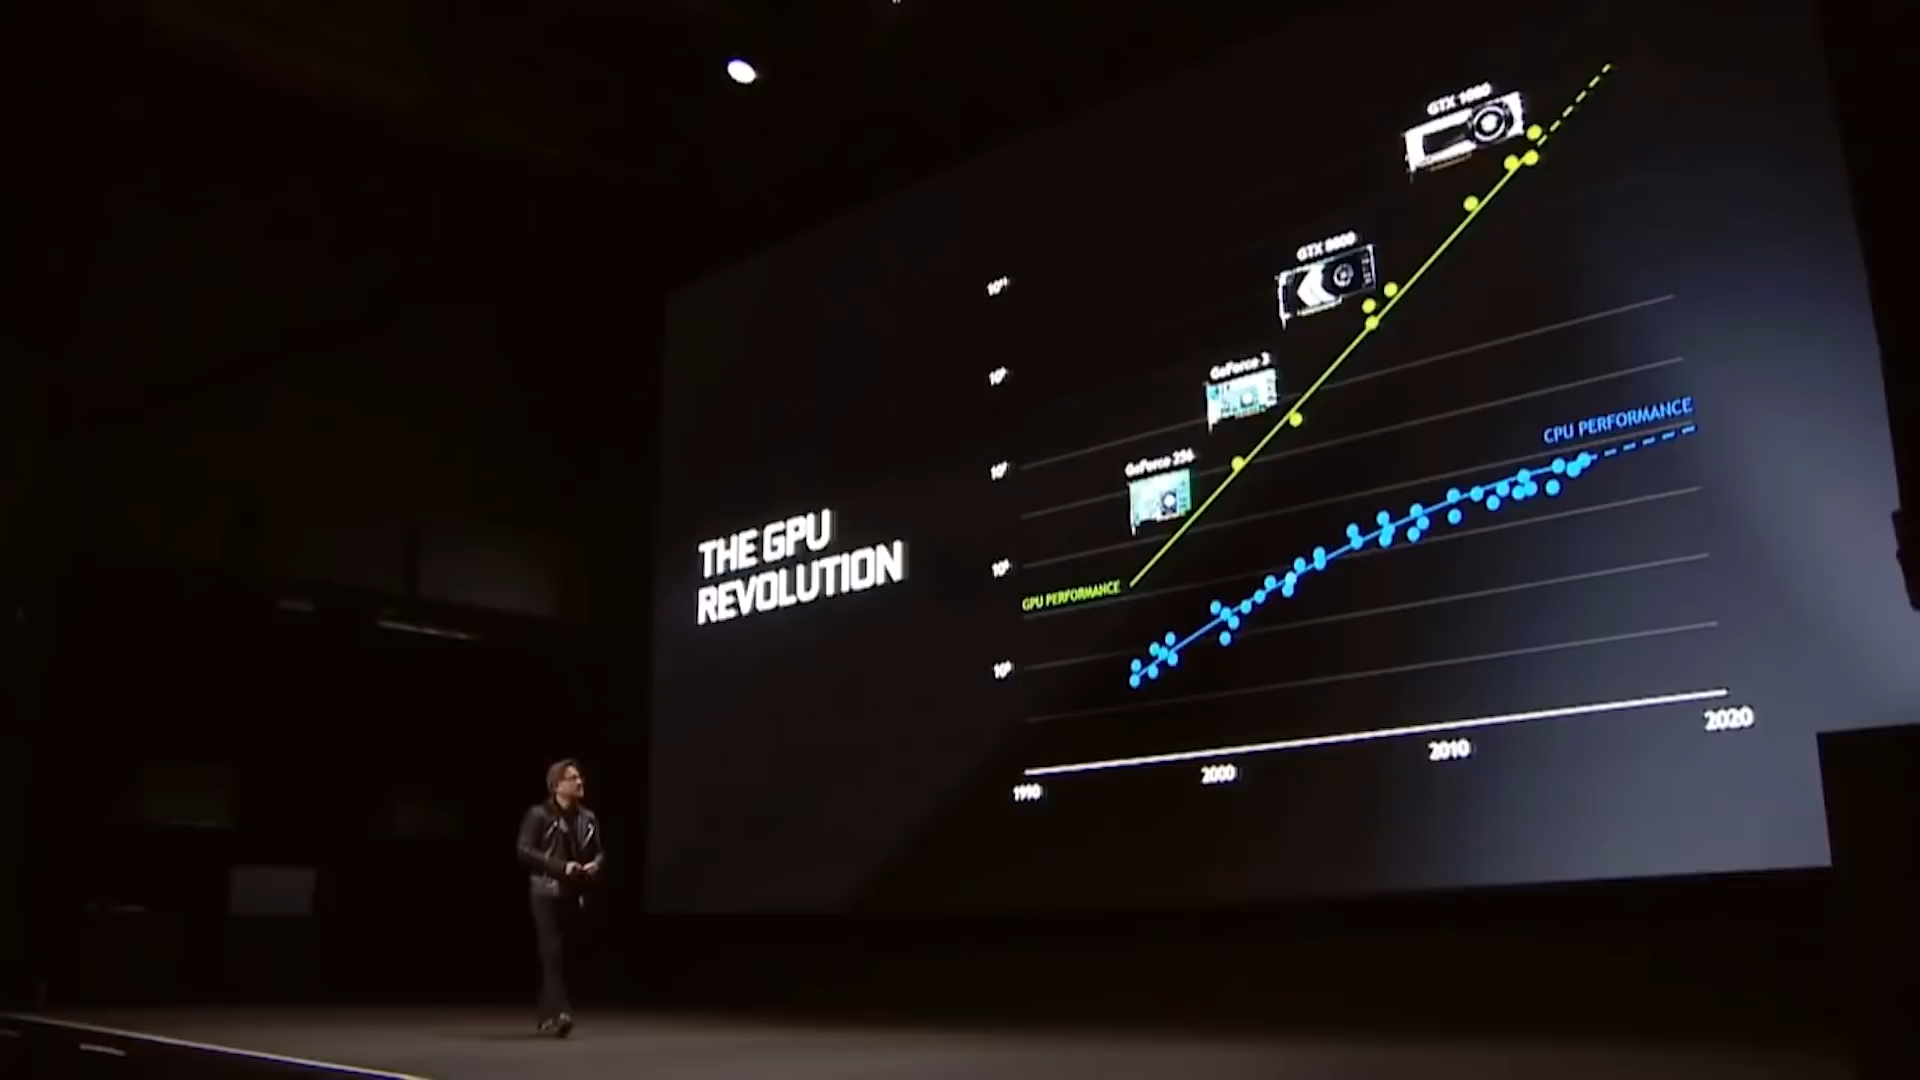 THE GPU
REVOLUTION
GTX 1080
GTX 8800
GeForce 3
GeForce 256
GPU PERFORMANCE
CPU PERFORMANCE
1990
2000
2010
2020